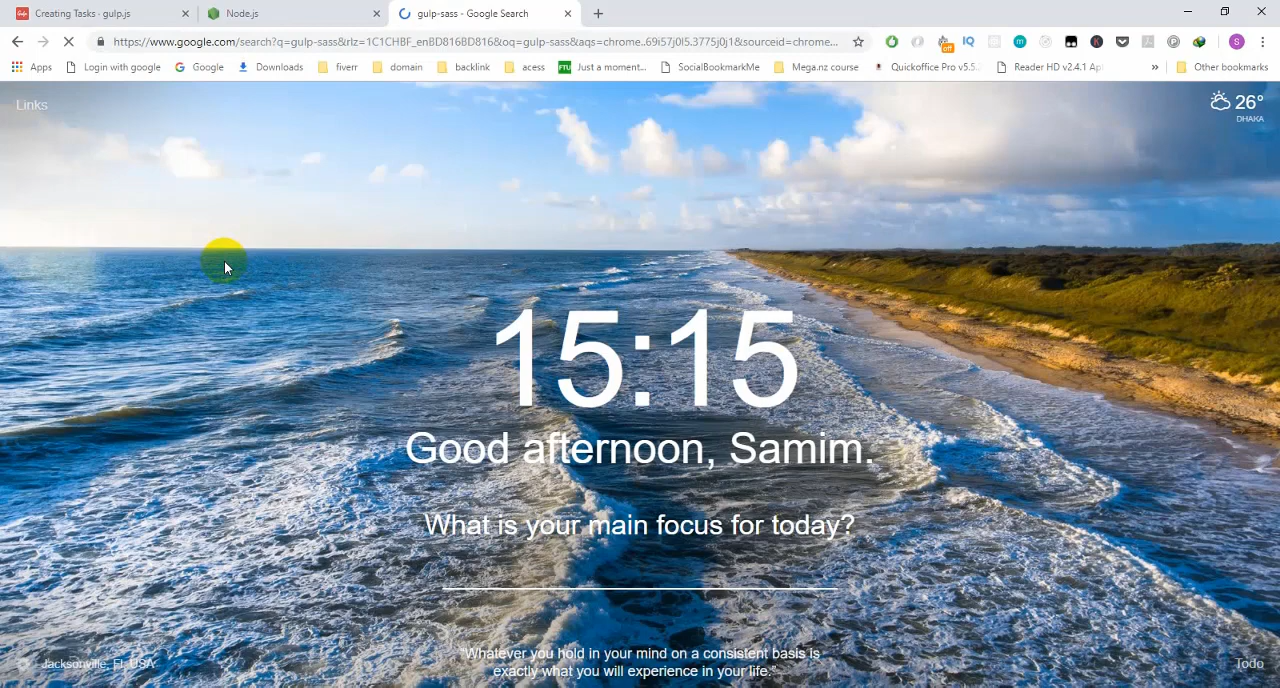 Creating Tasks · gulp.js
Node.js
gulp-sass - Google Search
https://www.google.com/search?q=gulp-sass&rlz=1C1CHBF_enBD816BD816&oq=gulp-sass&aqs=chrome..69i57j0l5.3775j0j1&sourceid=chrome...
Apps Login with google Google Downloads fiverr domain backlink acess FTU Just a moment... SocialBookmarkMe Mega.nz course Quickoffice Pro v5.5. Reader HD v2.4.1 Ap » Other bookmarks
Links
26°
DHAKA
15:15
Good afternoon, Samim.
What is your main focus for today?
"Whatever you hold in your mind on a consistent basis is
exactly what you will experience in your life."
Jacksonville, FL USA
Todo